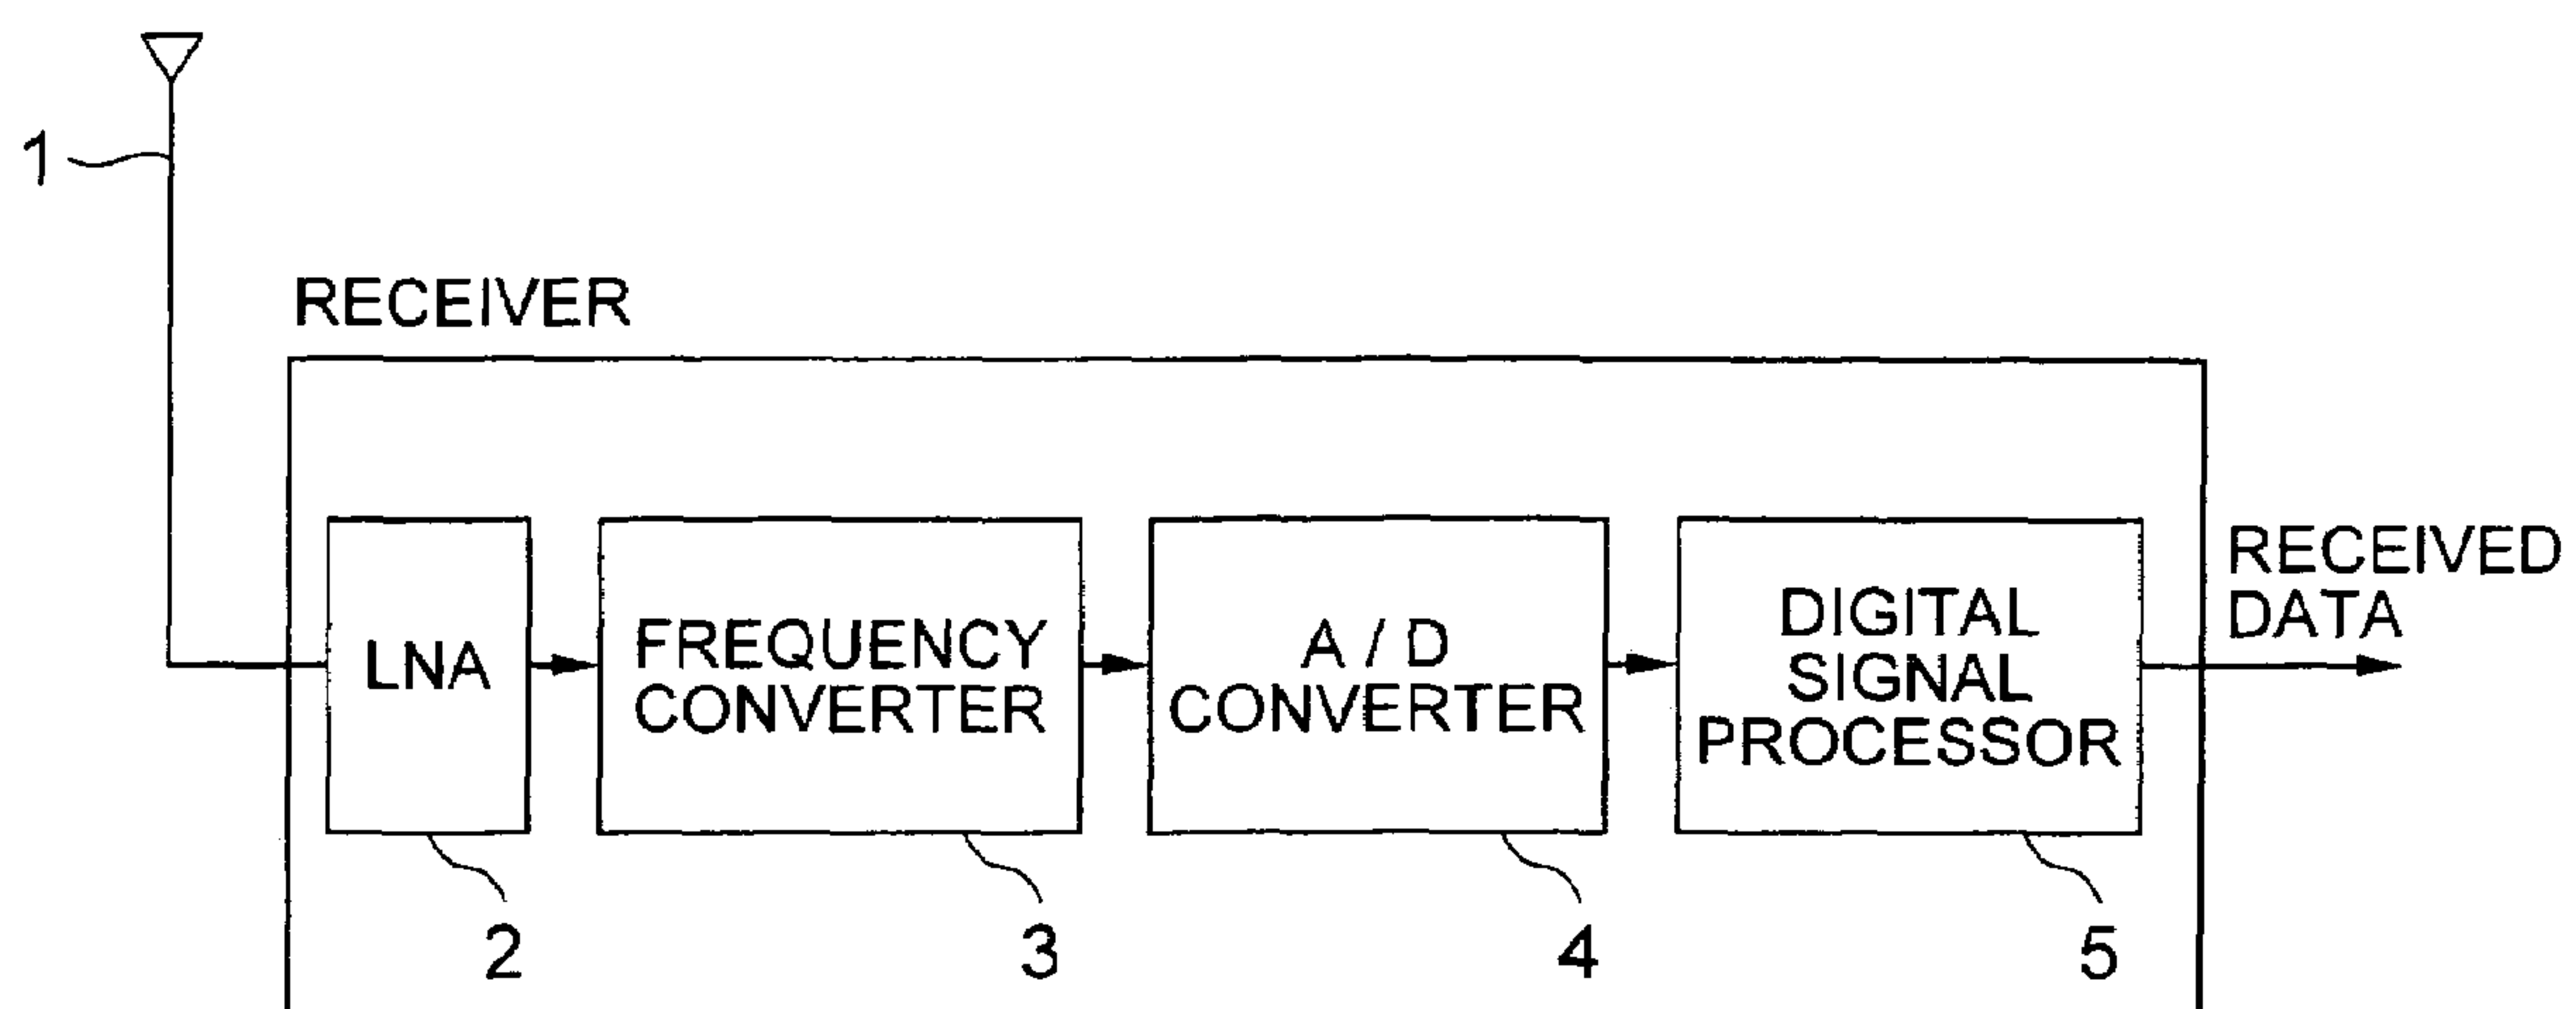 1
RECEIVER
LNA
FREQUENCY
CONVERTER
A / D
CONVERTER
DIGITAL
SIGNAL
PROCESSOR
RECEIVED
DATA
2
3
4
5